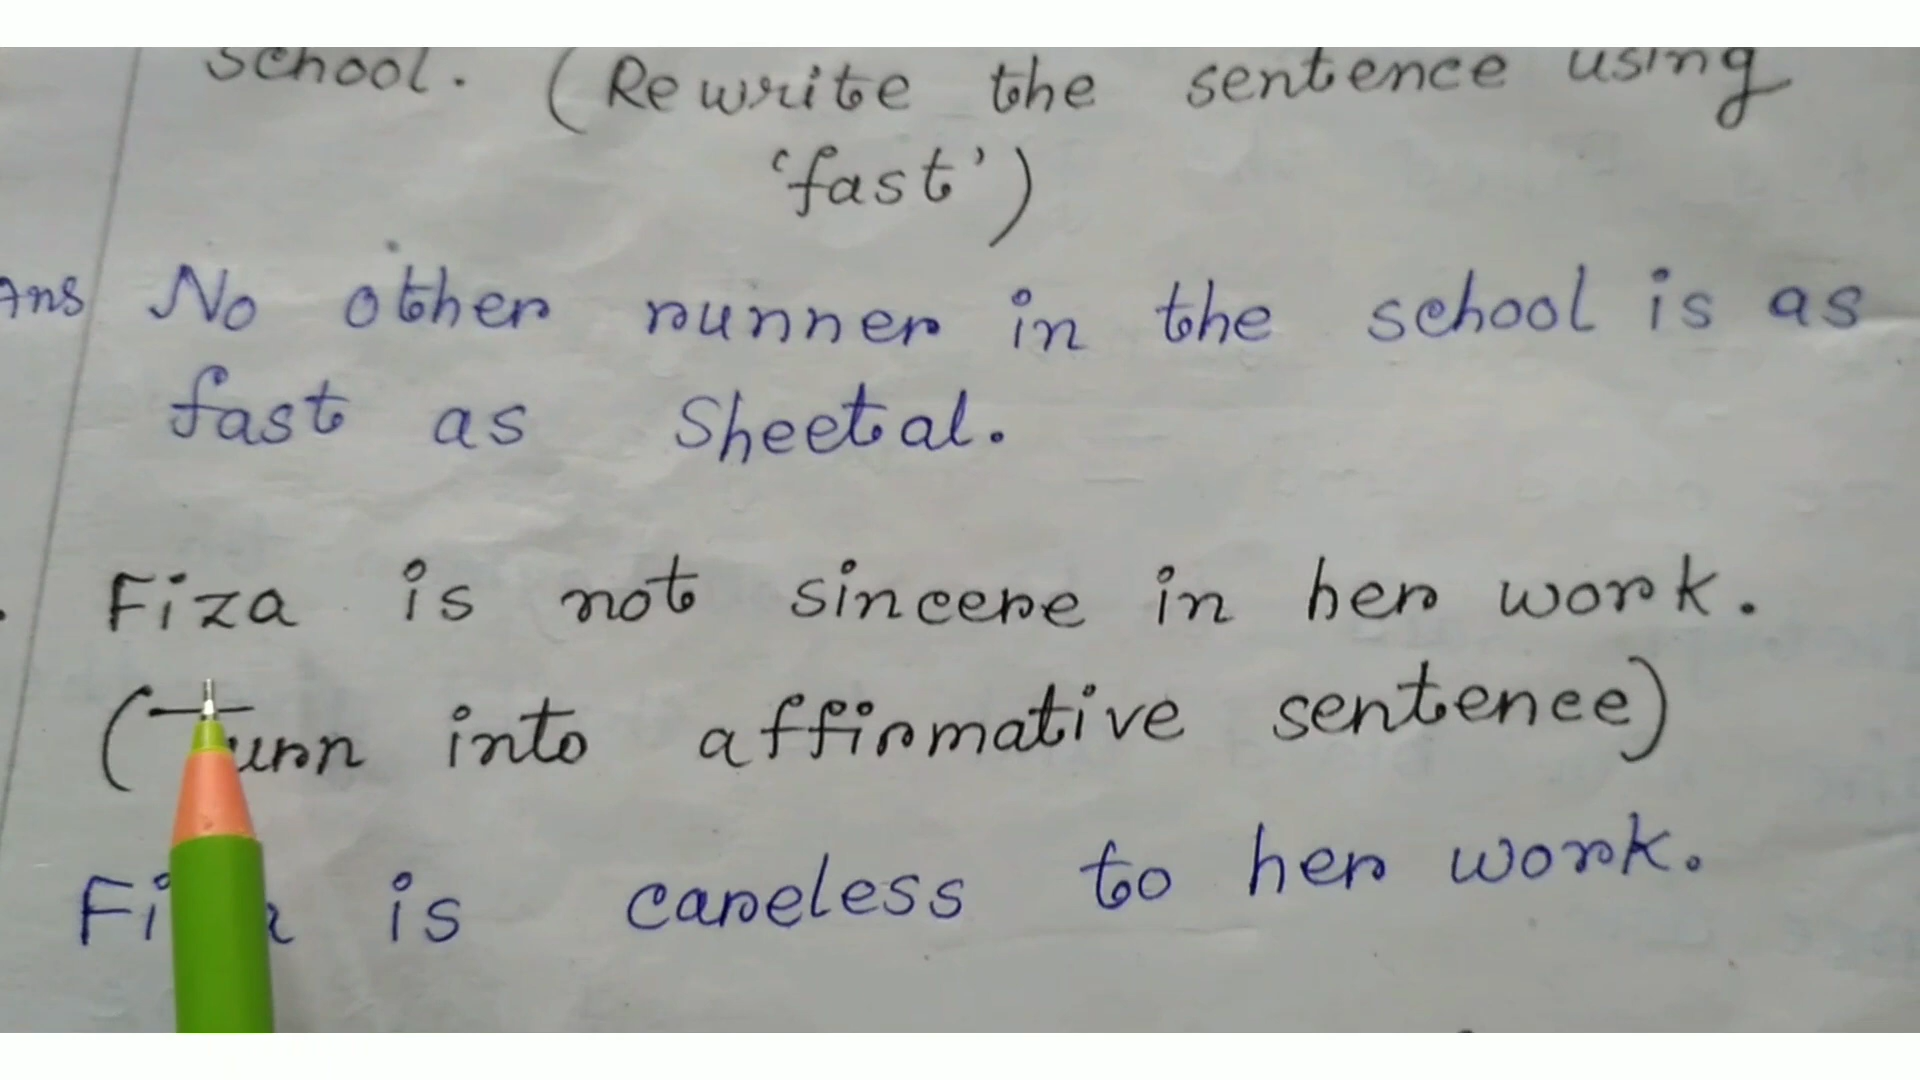 school. (Rewrite the sentence using
'fast')
Ans No other runner in the school is as
fast as Sheetal.
Fiza is not sincere in her work.
(Turn into affirmative sentence)
Fiza is careless to her work.